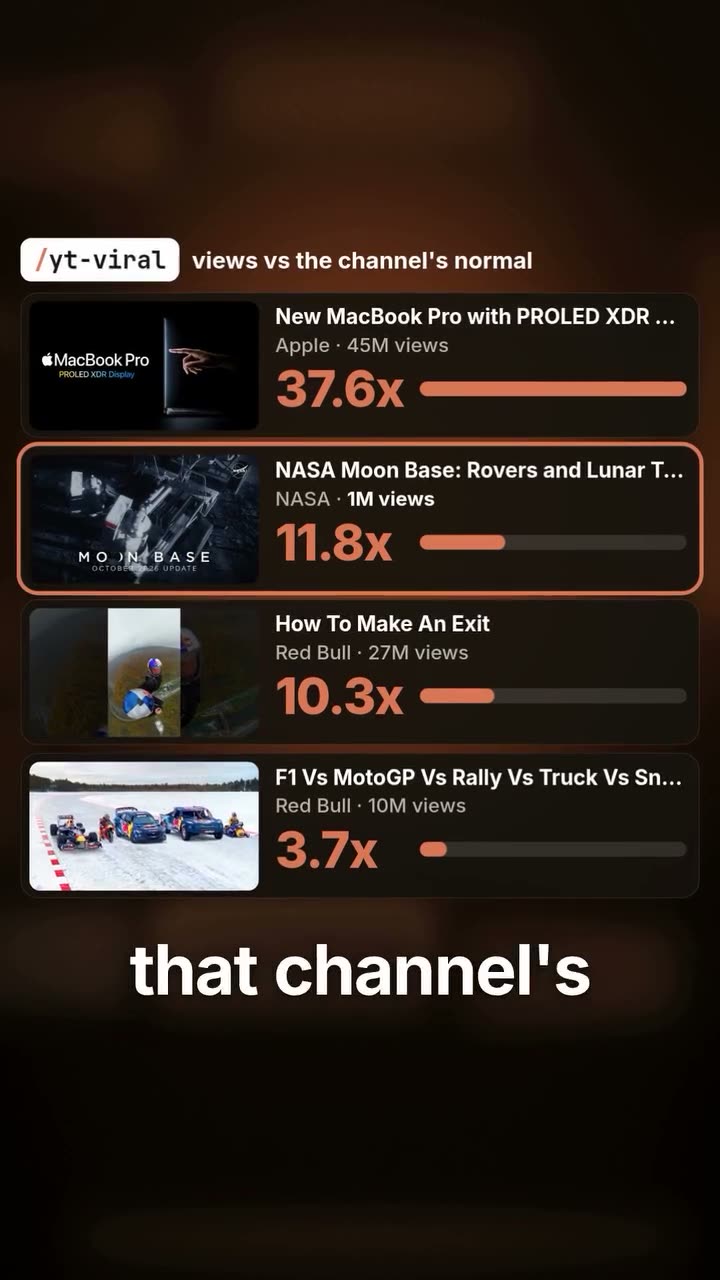 /yt-viral views vs the channel's normal
MacBook Pro
PROLED XDR Display
New MacBook Pro with PROLED XDR ...
Apple · 45M views
37.6x
MOON BASE
NASA Moon Base: Rovers and Lunar T...
NASA · 1M views
11.8x
How To Make An Exit
Red Bull · 27M views
10.3x
F1 Vs MotoGP Vs Rally Vs Truck Vs Sn...
Red Bull · 10M views
3.7x
that channel's